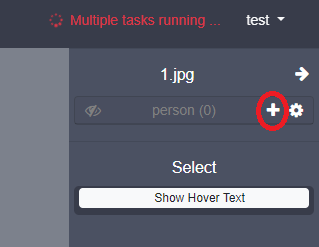 Multiple tasks running ...
test
1.jpg
person (0)
Select
Show Hover Text